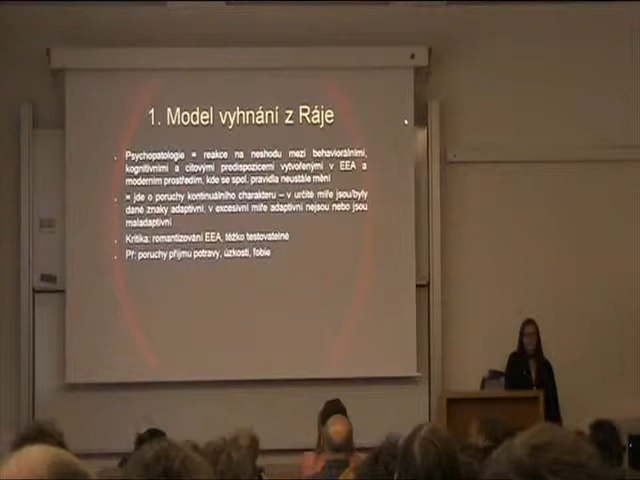 1. Model vyhnání z Ráje
Psychopatologie = reakce na neshodu mezi behaviorálními,
kognitivními a citovými predispozicemi vytvořenými v EEA a
moderním prostředím, kde se spol. pravidla neustále mění
= jde o poruchy kontinuálního charakteru – v určité míře jsou/byly
dané znaky adaptivní, v excesivní míře adaptivní nejsou nebo jsou
maladaptivní
Kritika: romantizování EEA, těžko testovatelné
Př: poruchy příjmu potravy, úzkosti, fobie